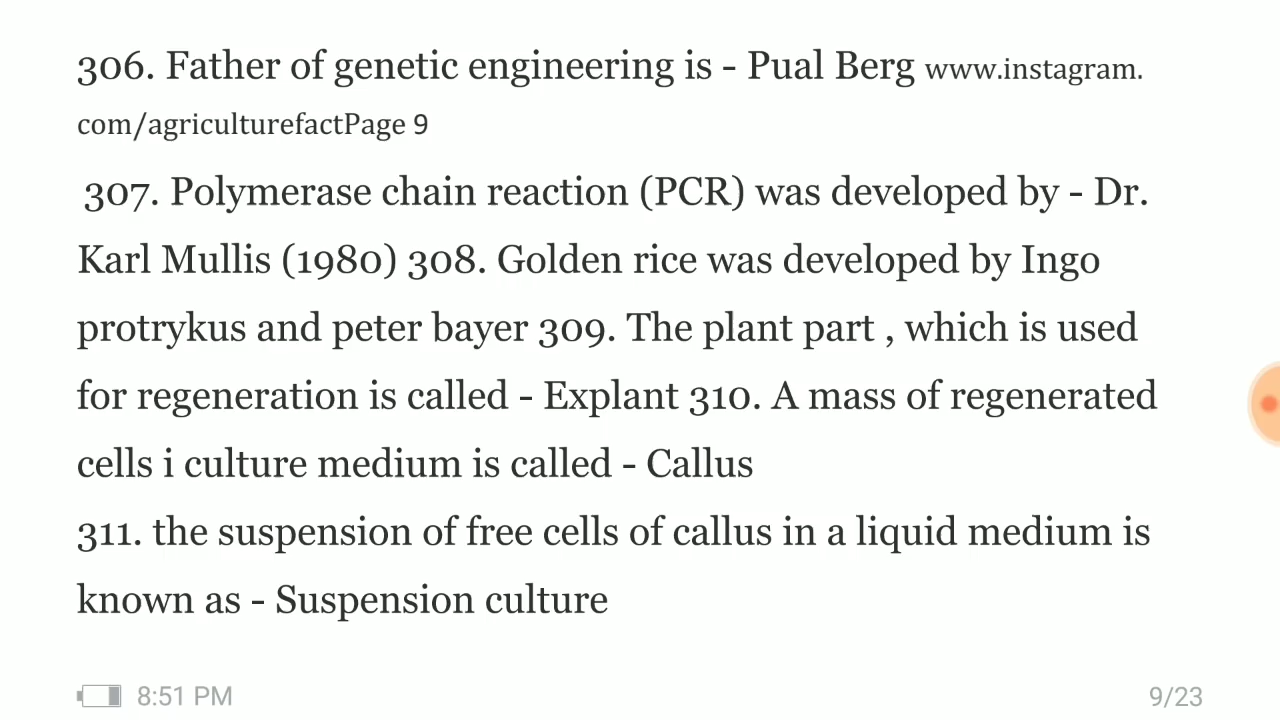 306. Father of genetic engineering is - Pual Berg www.instagram.
com/agriculturefactPage 9
307. Polymerase chain reaction (PCR) was developed by - Dr.
Karl Mullis (1980) 308. Golden rice was developed by Ingo
protrykus and peter bayer 309. The plant part , which is used
for regeneration is called - Explant 310. A mass of regenerated
cells i culture medium is called - Callus
311. the suspension of free cells of callus in a liquid medium is
known as - Suspension culture
8:51 PM 9/23